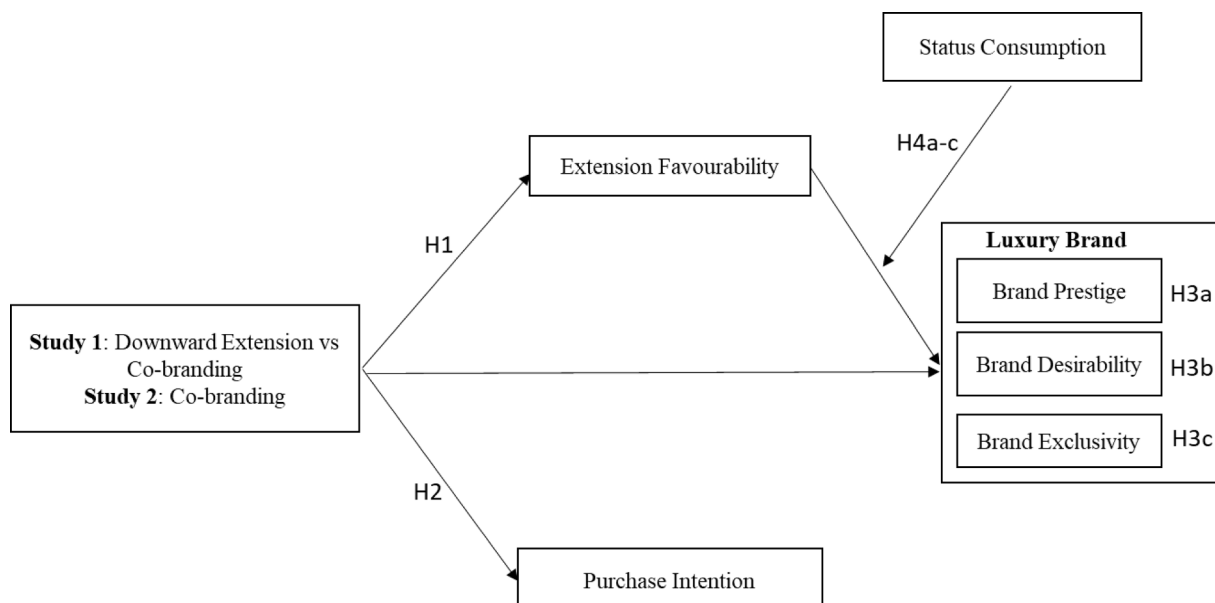 Status Consumption
H4a-c
Extension Favourability
H1
Luxury Brand
Brand Prestige
H3a
Study 1: Downward Extension vs
Co-branding
Study 2: Co-branding
Brand Desirability
H3b
Brand Exclusivity
H3c
H2
Purchase Intention